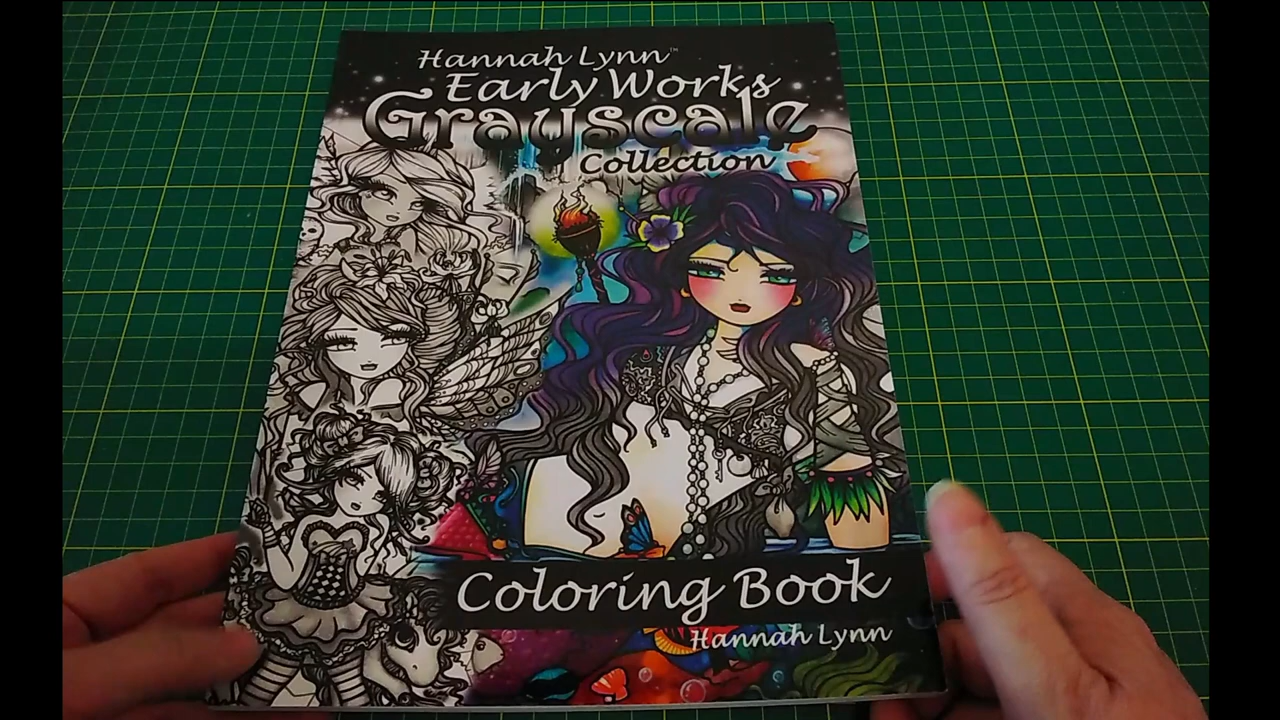 Hannah Lynn™
Early Works
Grayscale
Collection
Coloring Book
Hannah Lynn